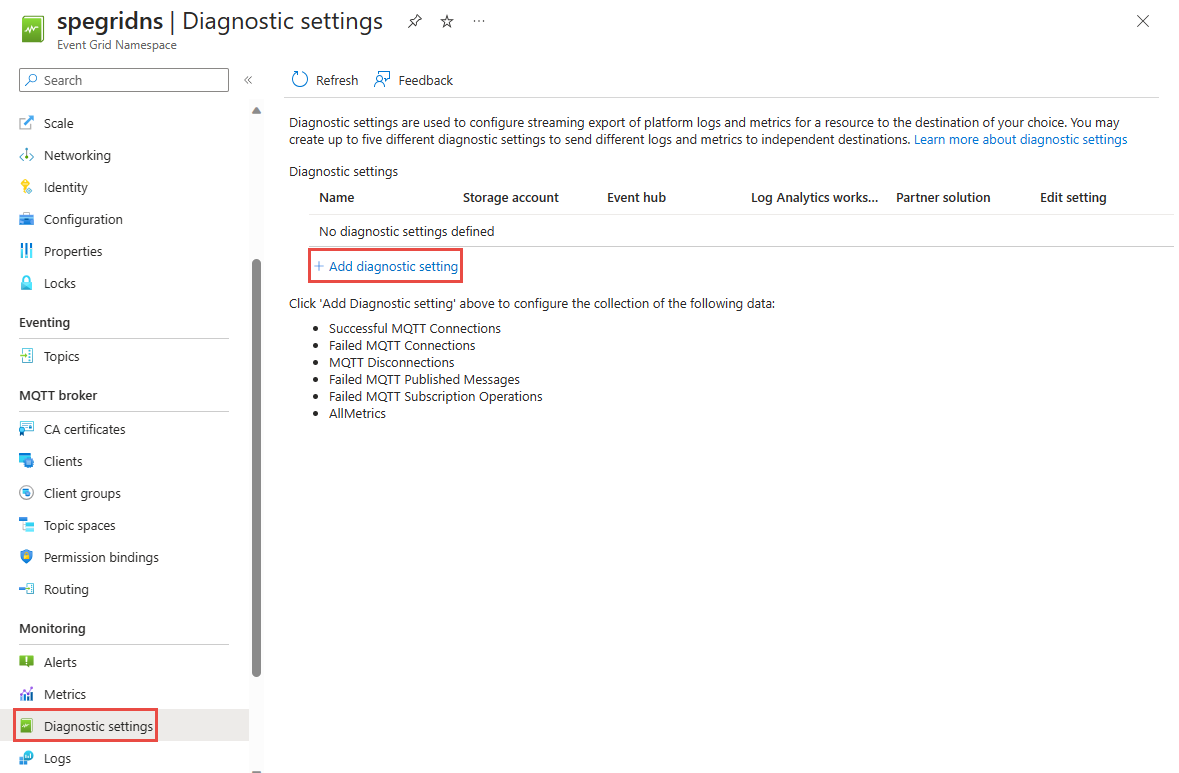 spegridns | Diagnostic settings
Event Grid Namespace
Search
Scale
Networking
Identity
Configuration
Properties
Locks
Eventing
Topics
MQTT broker
CA certificates
Clients
Client groups
Topic spaces
Permission bindings
Routing
Monitoring
Alerts
Metrics
Diagnostic settings
Logs
Refresh
Feedback
Diagnostic settings are used to configure streaming export of platform logs and metrics for a resource to the destination of your choice. You may
create up to five different diagnostic settings to send different logs and metrics to independent destinations. Learn more about diagnostic settings
Diagnostic settings
Name Storage account Event hub Log Analytics works... Partner solution Edit setting
No diagnostic settings defined
+ Add diagnostic setting
Click 'Add Diagnostic setting' above to configure the collection of the following data:
• Successful MQTT Connections
• Failed MQTT Connections
• MQTT Disconnections
• Failed MQTT Published Messages
• Failed MQTT Subscription Operations
• AllMetrics